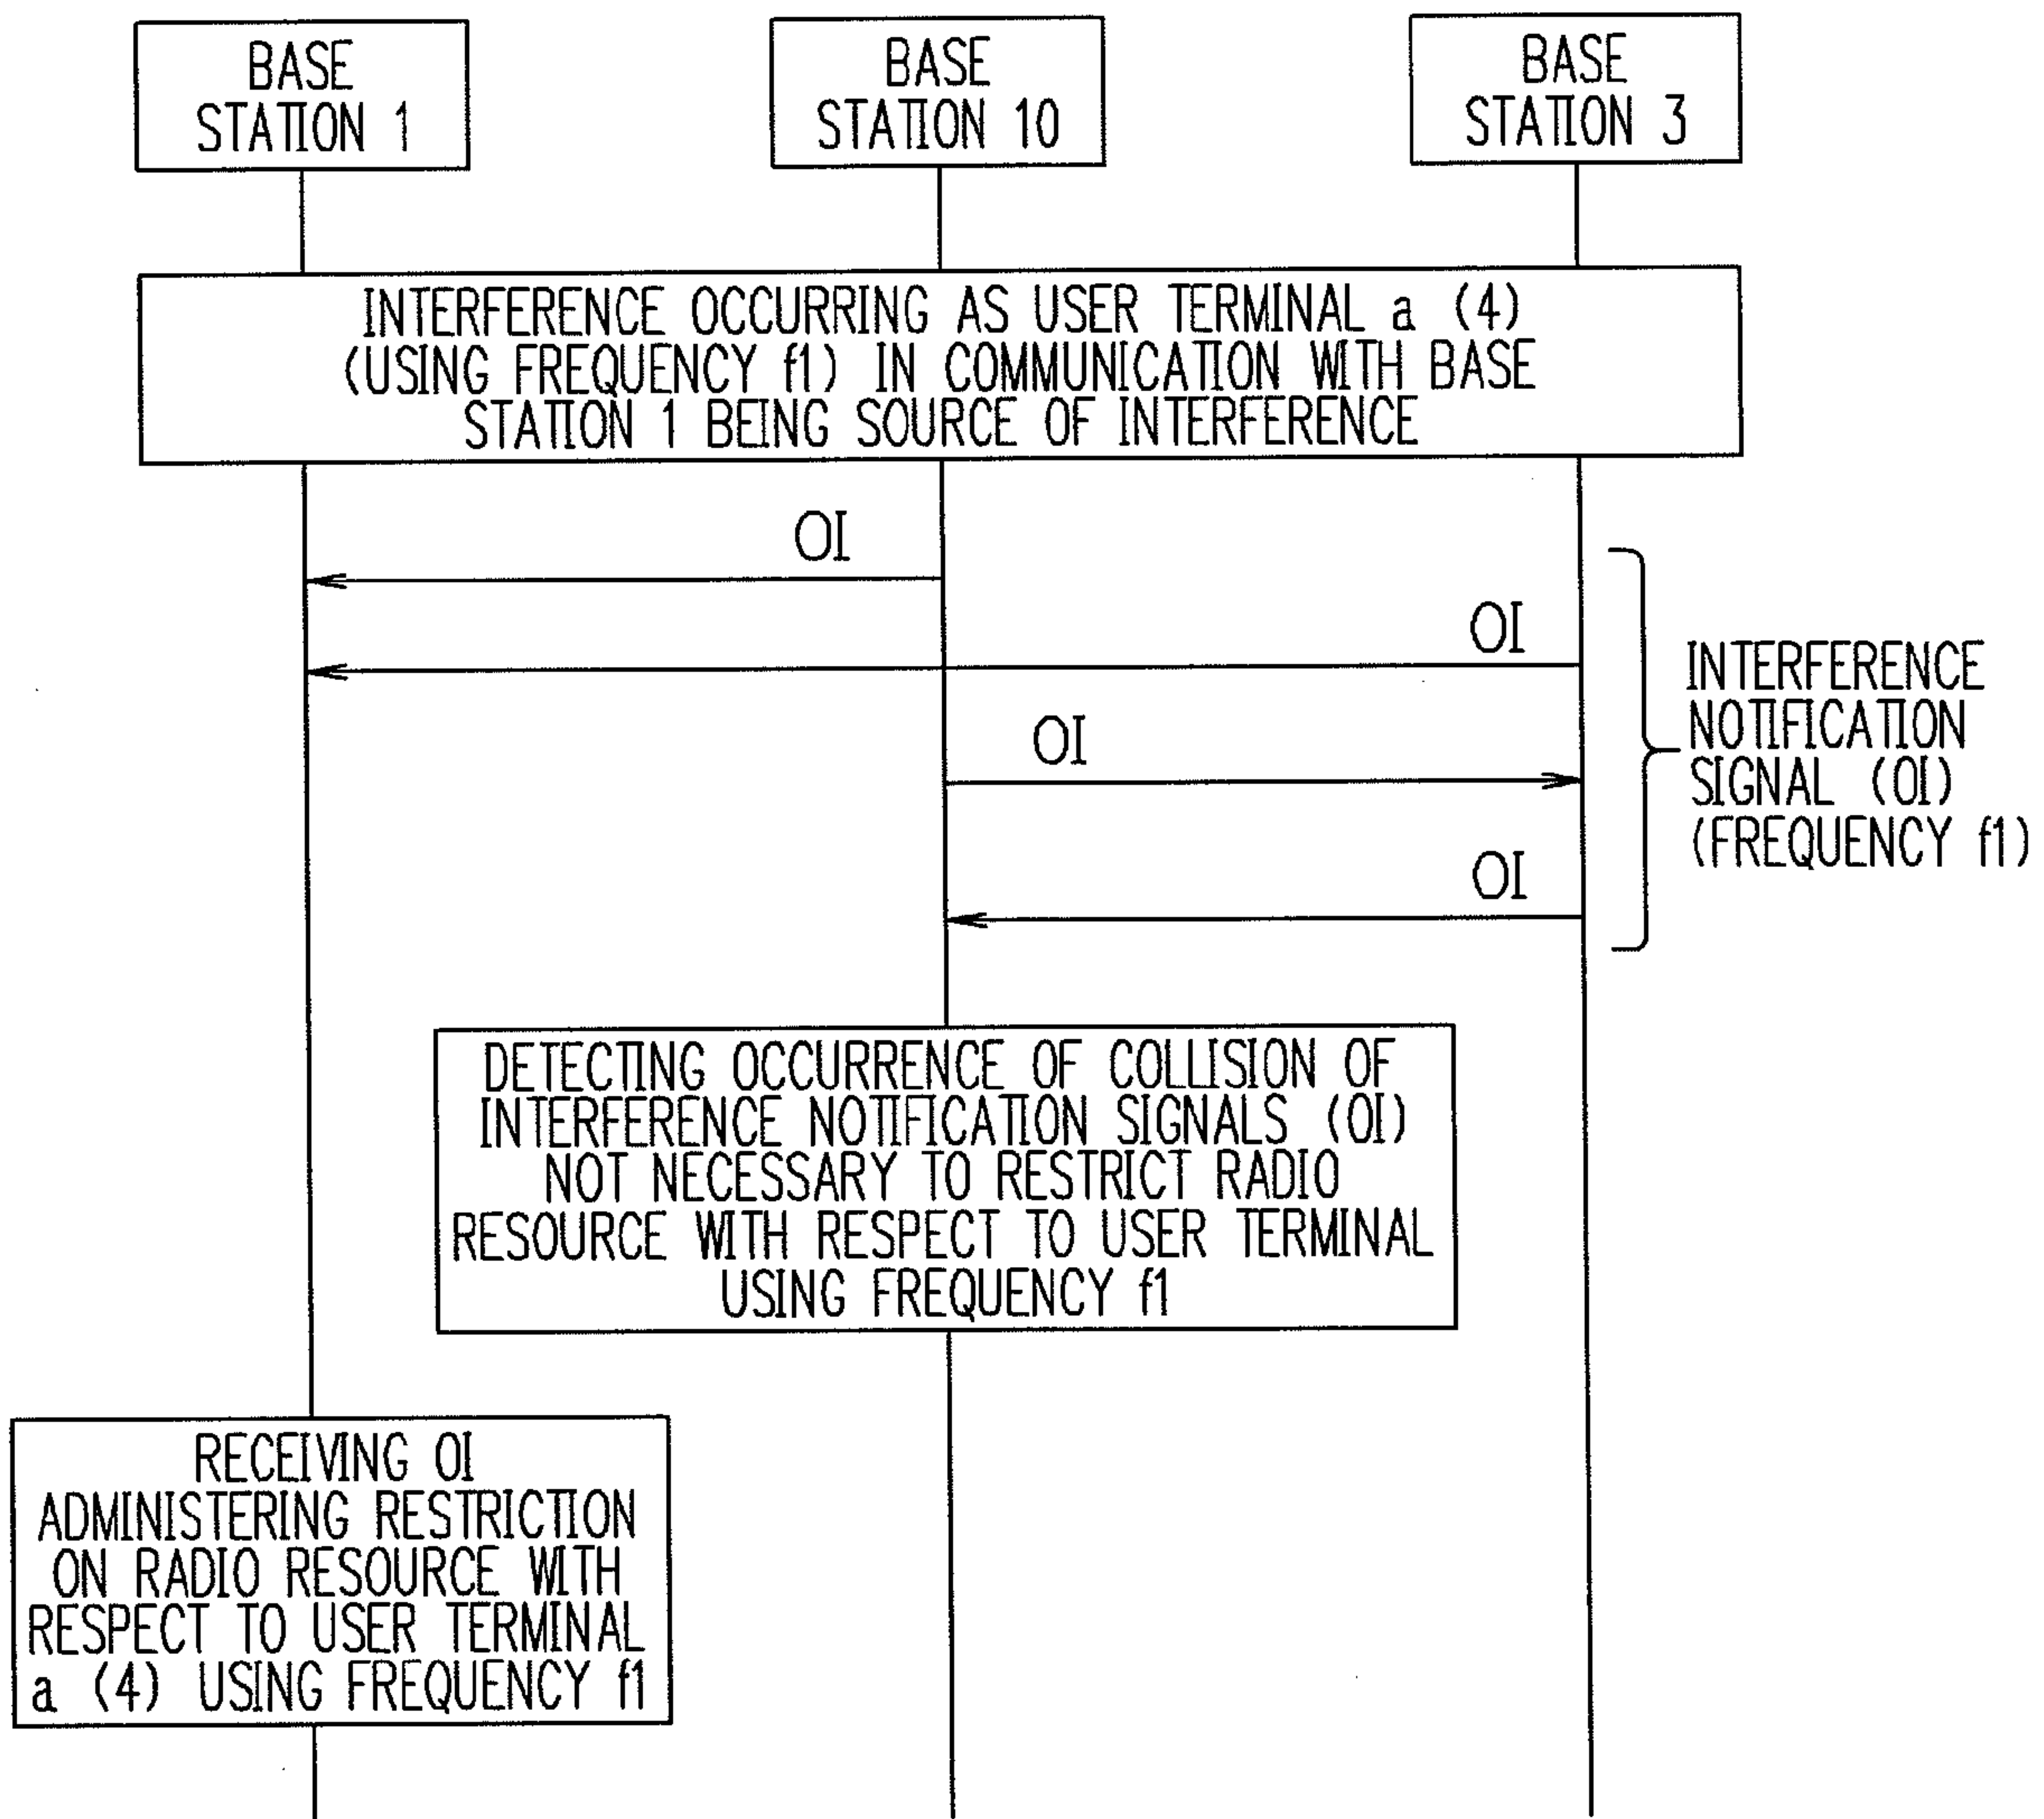 BASE
STATION 1
BASE
STATION 10
BASE
STATION 3
INTERFERENCE OCCURRING AS USER TERMINAL a (4)
(USING FREQUENCY f1) IN COMMUNICATION WITH BASE
STATION 1 BEING SOURCE OF INTERFERENCE
OI
OI
OI
OI
INTERFERENCE
NOTIFICATION
SIGNAL (OI)
(FREQUENCY f1)
DETECTING OCCURRENCE OF COLLISION OF
INTERFERENCE NOTIFICATION SIGNALS (OI)
NOT NECESSARY TO RESTRICT RADIO
RESOURCE WITH RESPECT TO USER TERMINAL
USING FREQUENCY f1
RECEIVING OI
ADMINISTERING RESTRICTION
ON RADIO RESOURCE WITH
RESPECT TO USER TERMINAL
a (4) USING FREQUENCY f1